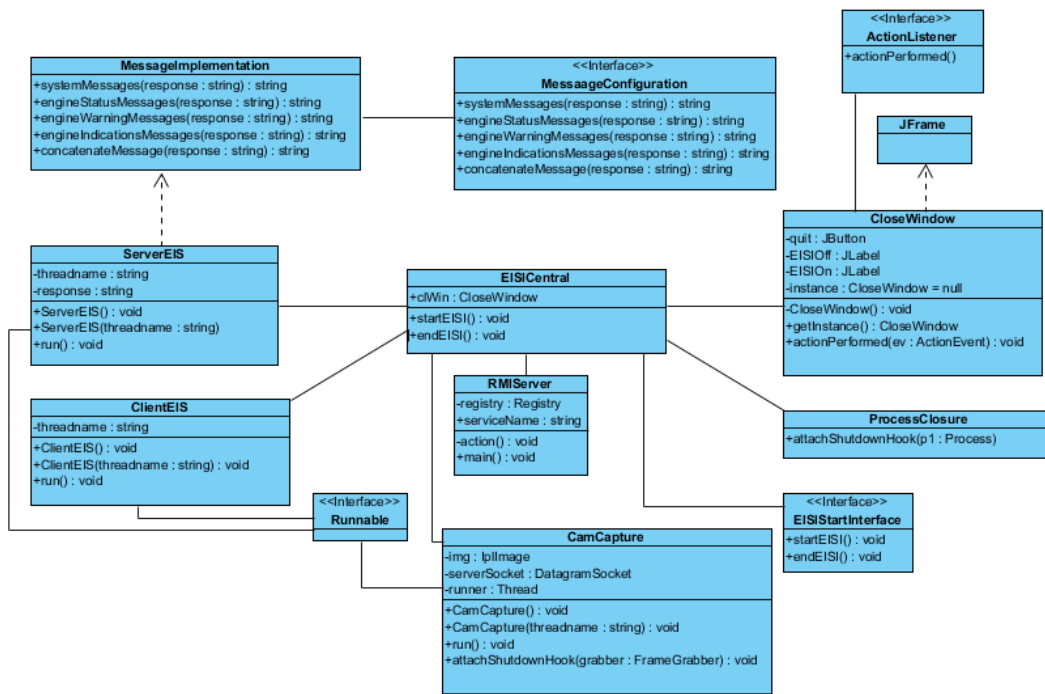 MessageImplementation
+systemMessages(response : string) : string
+engineStatusMessages(response : string) : string
+engineWarningMessages(response : string) : string
+engineIndicationsMessages(response : string) : string
+concatenateMessage(response : string) : string
<<Interface>>
MessaageConfiguration
+systemMessages(response : string) : string
+engineStatusMessages(response : string) : string
+engineWarningMessages(response : string) : string
+engineIndicationsMessages(response : string) : string
+concatenateMessage(response : string) : string
<<Interface>>
ActionListener
+actionPerformed()
JFrame
CloseWindow
-quit : JButton
-EISIOff : JLabel
-EISIOn : JLabel
-instance : CloseWindow = null
-CloseWindow() : void
+getInstance() : CloseWindow
+actionPerformed(ev : ActionEvent) : void
ServerEIS
-threadname : string
-response : string
+ServerEIS() : void
+ServerEIS(threadname : string)
+run() : void
EISICentral
+clWin : CloseWindow
+startEISI() : void
+endEISI() : void
RMIServer
-registry : Registry
+serviceName : string
-action() : void
+main() : void
ClientEIS
-threadname : string
+ClientEIS() : void
+ClientEIS(threadname : string) : void
+run() : void
ProcessClosure
+attachShutdownHook(p1 : Process)
<<Interface>>
Runnable
<<Interface>>
EISIStartInterface
+startEISI() : void
+endEISI() : void
CamCapture
-img : IplImage
-serverSocket : DatagramSocket
-runner : Thread
+CamCapture() : void
+CamCapture(threadname : string) : void
+run() : void
+attachShutdownHook(grabber : FrameGrabber) : void